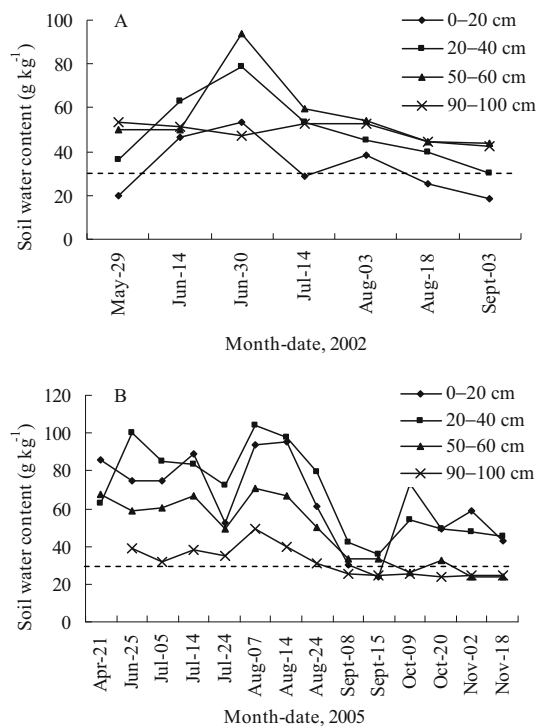 A
0–20 cm
20–40 cm
50–60 cm
90–100 cm
Soil water content (g kg-1)
100
80
60
40
20
0
May-29
Jun-14
Jun-30
Jul-14
Aug-03
Aug-18
Sept-03
Month-date, 2002
B
0–20 cm
20–40 cm
50–60 cm
90–100 cm
Soil water content (g kg-1)
120
100
80
60
40
20
0
Apr-21
Jun-25
Jul-05
Jul-14
Jul-24
Aug-07
Aug-14
Aug-24
Sept-08
Sept-15
Oct-09
Oct-20
Nov-02
Nov-18
Month-date, 2005